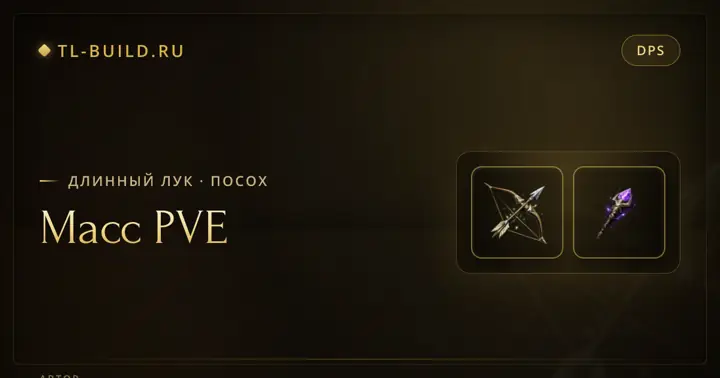 TL-BUILD.RU
DPS
ДЛИННЫЙ ЛУК · ПОСОХ
Масс PVE